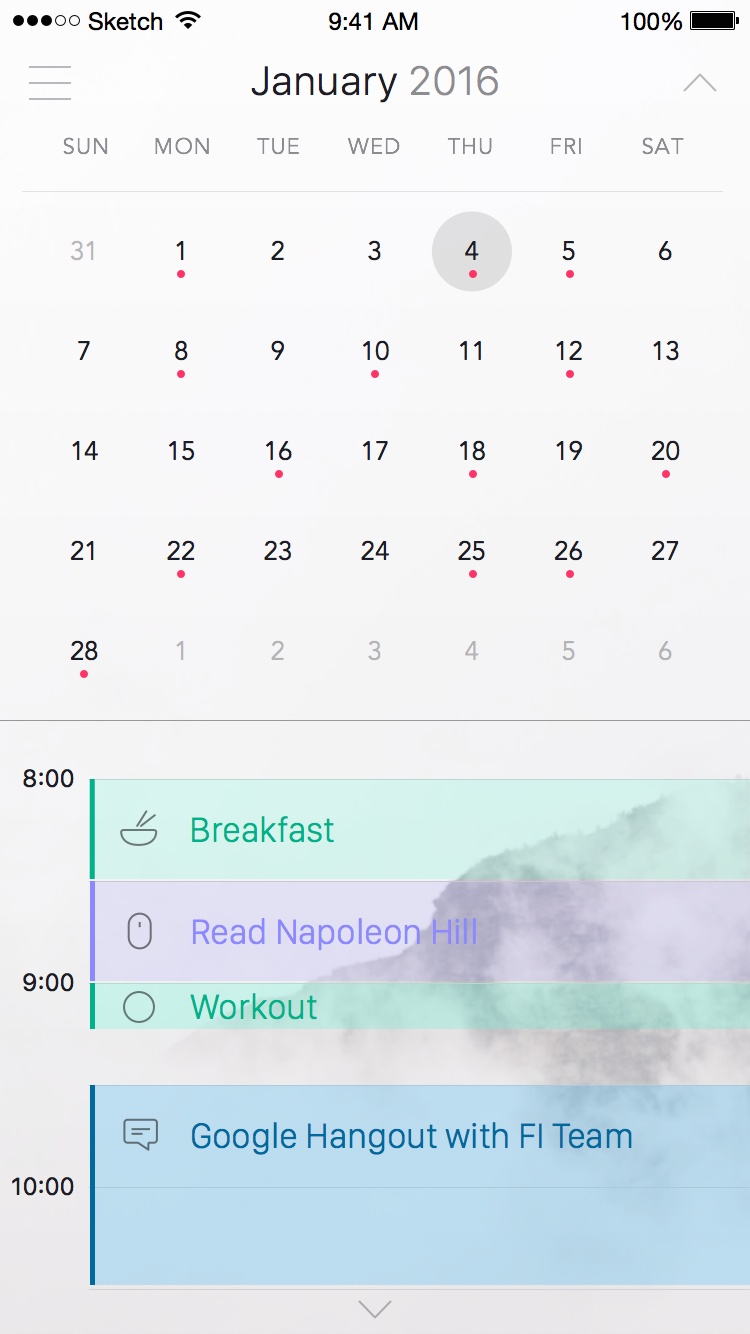 Sketch 9:41 AM 100%
January 2016
SUN MON TUE WED THU FRI SAT
31 1 2 3 4 5 6
7 8 9 10 11 12 13
14 15 16 17 18 19 20
21 22 23 24 25 26 27
28 1 2 3 4 5 6
8:00
Breakfast
Read Napoleon Hill
9:00
Workout
Google Hangout with FI Team
10:00